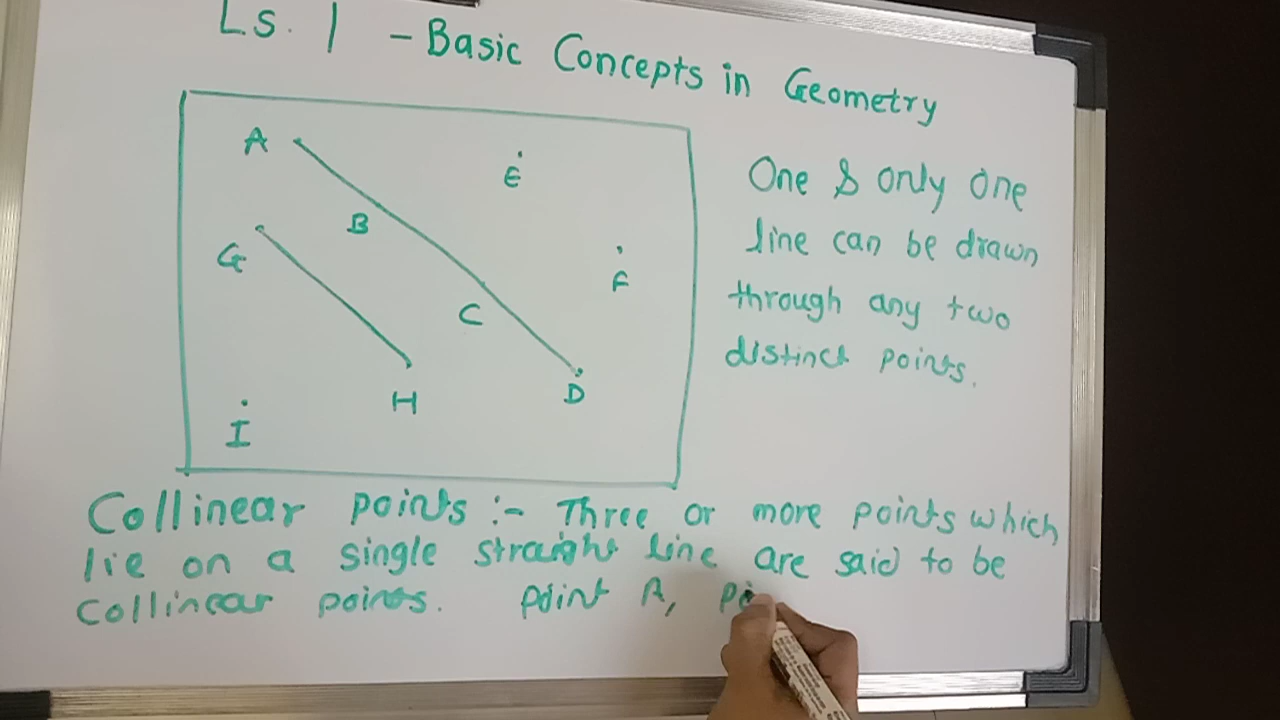 Ls. 1 - Basic Concepts in Geometry
A
E
B
G
F
C
H
D
I
One & only one
line can be drawn
through any two
distinct points.
Collinear points :- Three or more points which
lie on a single straight line are said to be
collinear points. point A, po